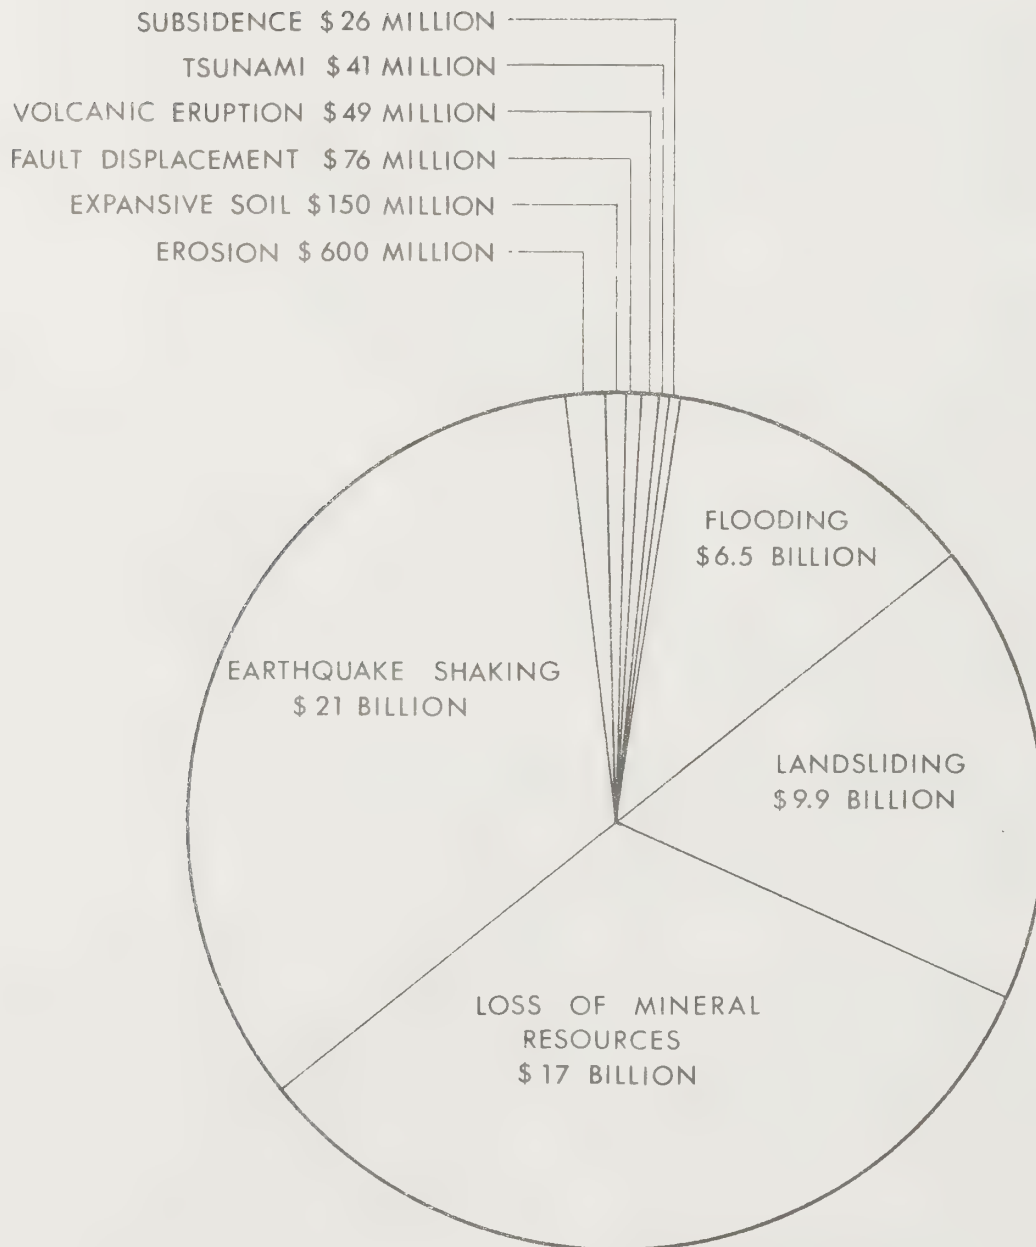 SUBSIDENCE $26 MILLION
TSUNAMI $41 MILLION
VOLCANIC ERUPTION $49 MILLION
FAULT DISPLACEMENT $76 MILLION
EXPANSIVE SOIL $150 MILLION
EROSION $600 MILLION
FLOODING
$6.5 BILLION
EARTHQUAKE SHAKING
$21 BILLION
LANDSLIDING
$9.9 BILLION
LOSS OF MINERAL
RESOURCES
$17 BILLION